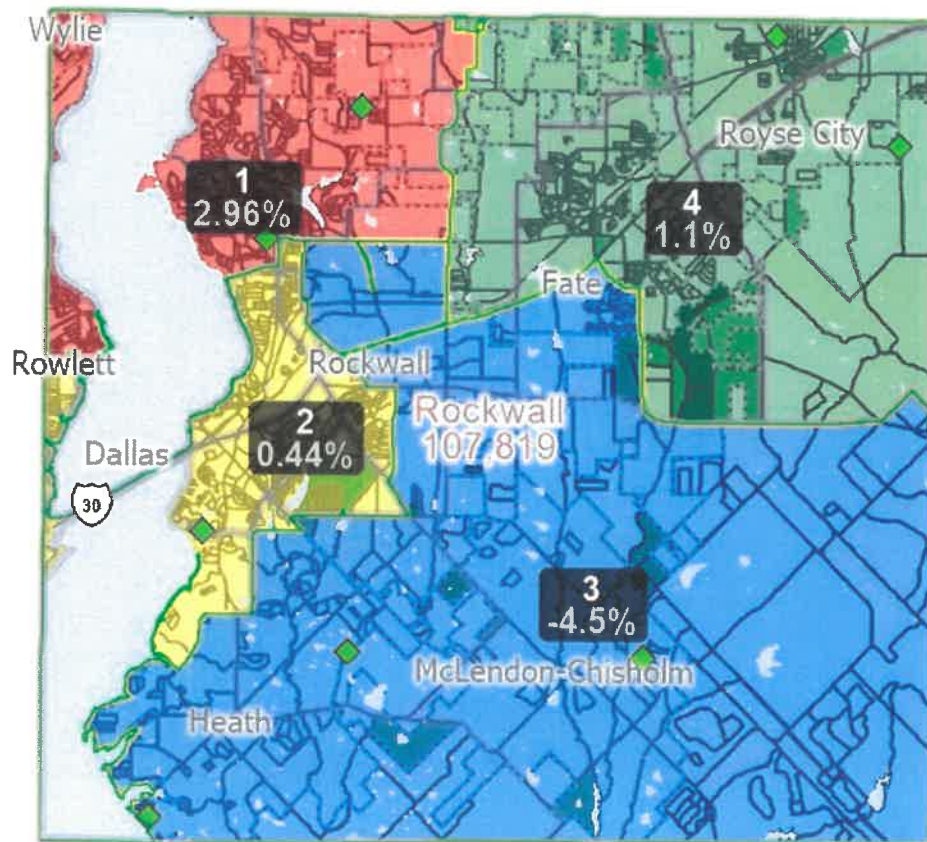 Wylie
Royse City
1
2.96%
4
1.1%
Fate
Rowlett
Rockwall
Rockwall
107,819
2
0.44%
Dallas
30
3
-4.5%
McLendon-Chisholm
Heath